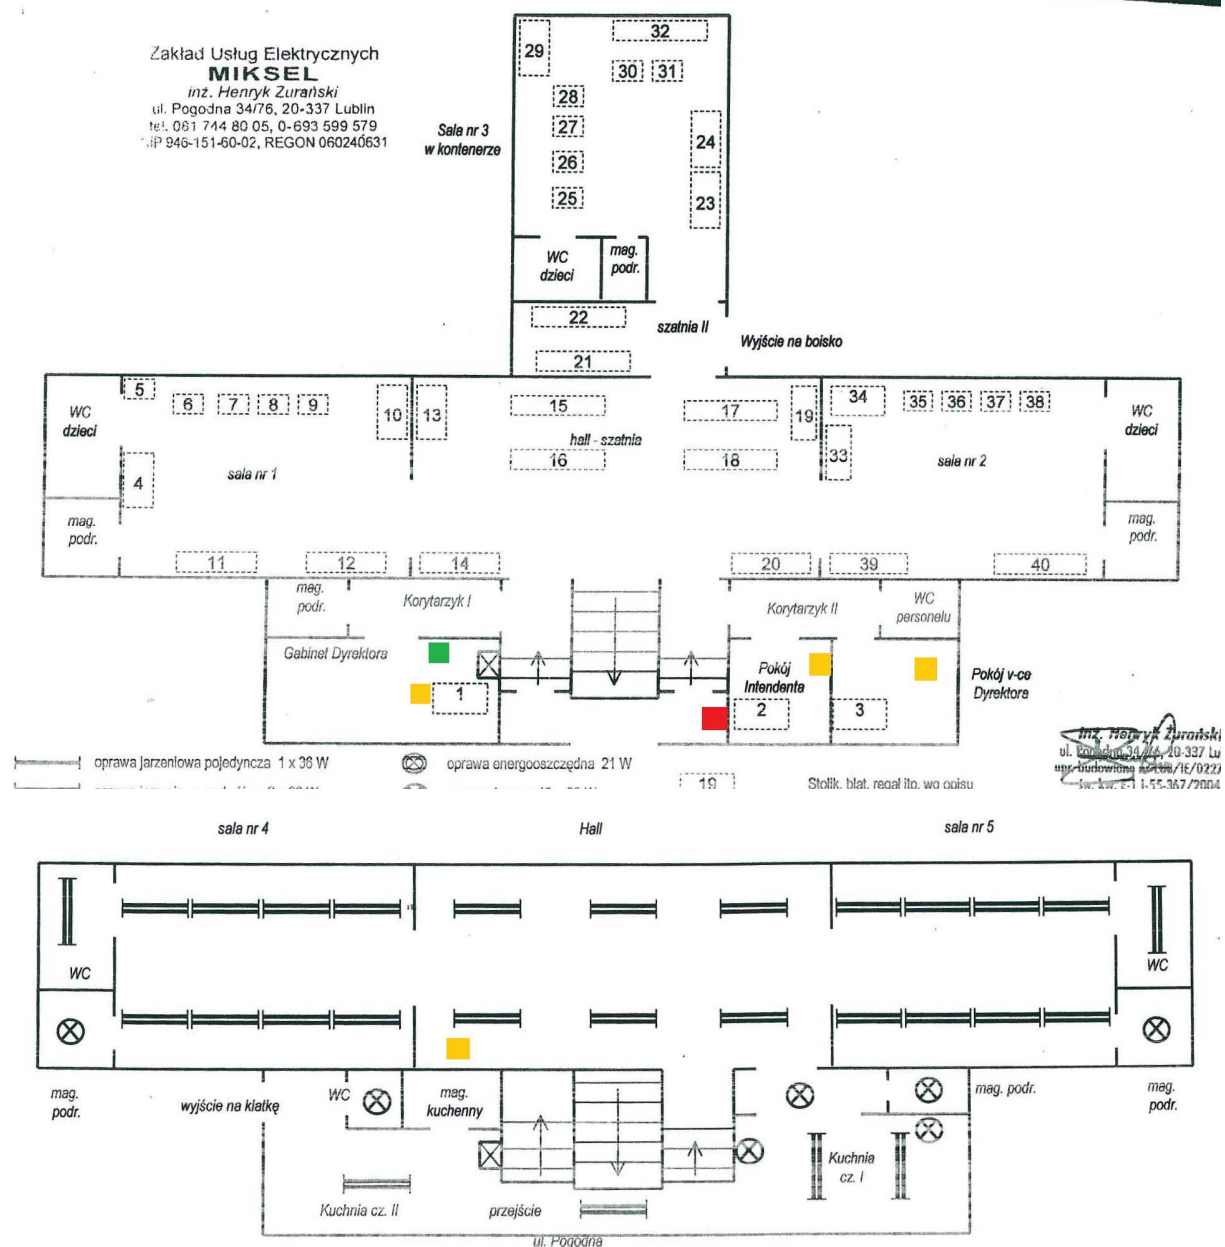 Zakład Usług Elektrycznych
MIKSEL
inż. Henryk Żurański
ul. Pogodna 34/76, 20-337 Lublin
tel. 081 744 80 05, 0-693 599 579
NIP 946-151-60-02, REGON 060240631
29
32
30
31
28
27
26
25
24
23
Sala nr 3
w kontenerze
WC
dzieci
mag.
podr.
22
21
szatnia II
Wyjście na boisko
WC
dzieci
5
6
7
8
9
10
13
15
17
19
34
35
36
37
38
WC
dzieci
hall - szatnia
16
18
33
4
sala nr 1
sala nr 2
mag.
podr.
mag.
podr.
11
12
14
20
39
40
mag.
podr.
Korytarzyk I
Korytarzyk II
WC
personelu
Gabinet Dyrektora
Pokój
Intendenta
Pokój v-ce
Dyrektora
1
2
3
inż. Henryk Żurański
oprawa jarzeniowa pojedyncza 1 x 36 W
oprawa energooszczędna 21 W
19
Stolik, blat, regał itp. wg opisu
sala nr 4
Hall
sala nr 5
WC
WC
mag.
podr.
wyjście na klatkę
WC
mag.
kuchenny
mag. podr.
mag.
podr.
Kuchnia
cz. I
Kuchnia cz. II
przejście
ul. Pogodna